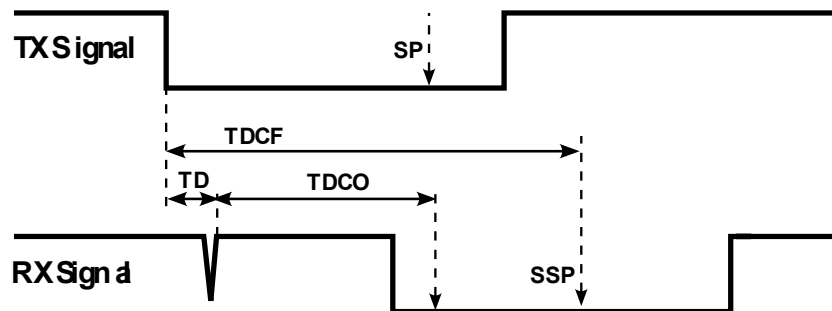 TX Signal
SP
TDCF
TD
TDCO
RX Signal
SSP